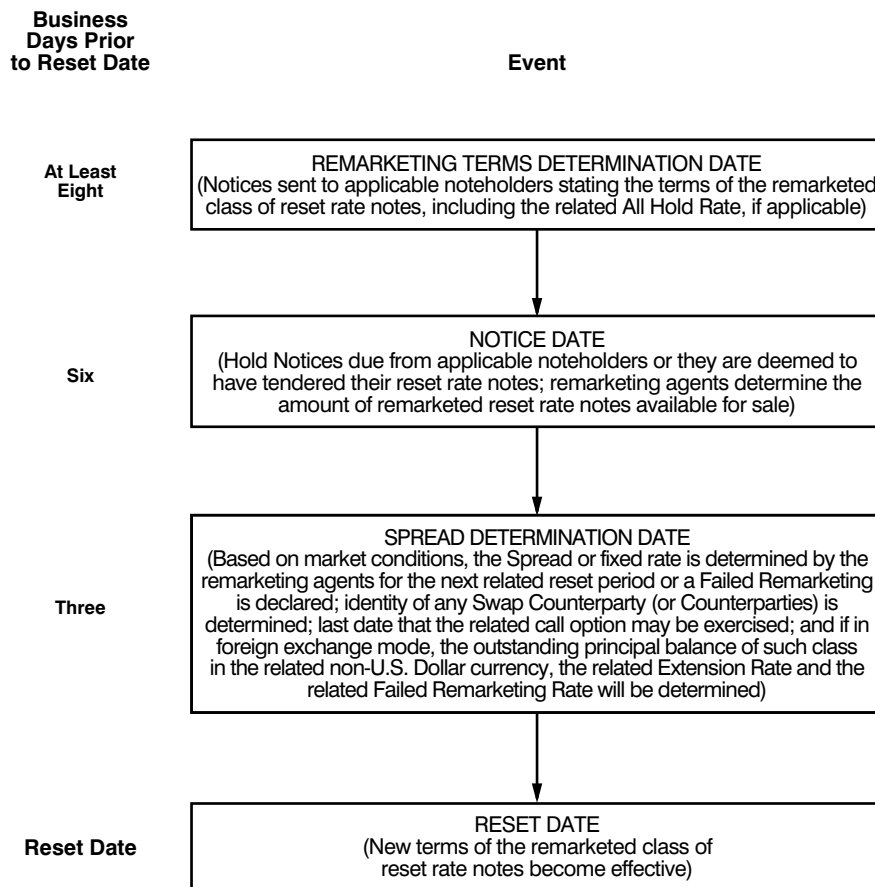 Business
Days Prior
to Reset Date
Event
At Least
Eight
REMARKETING TERMS DETERMINATION DATE
(Notices sent to applicable noteholders stating the terms of the remarketed
class of reset rate notes, including the related All Hold Rate, if applicable)
Six
NOTICE DATE
(Hold Notices due from applicable noteholders or they are deemed to
have tendered their reset rate notes; remarketing agents determine the
amount of remarketed reset rate notes available for sale)
Three
SPREAD DETERMINATION DATE
(Based on market conditions, the Spread or fixed rate is determined by the
remarketing agents for the next related reset period or a Failed Remarketing
is declared; identity of any Swap Counterparty (or Counterparties) is
determined; last date that the related call option may be exercised; and if in
foreign exchange mode, the outstanding principal balance of such class
in the related non-U.S. Dollar currency, the related Extension Rate and the
related Failed Remarketing Rate will be determined)
Reset Date
RESET DATE
(New terms of the remarketed class of
reset rate notes become effective)